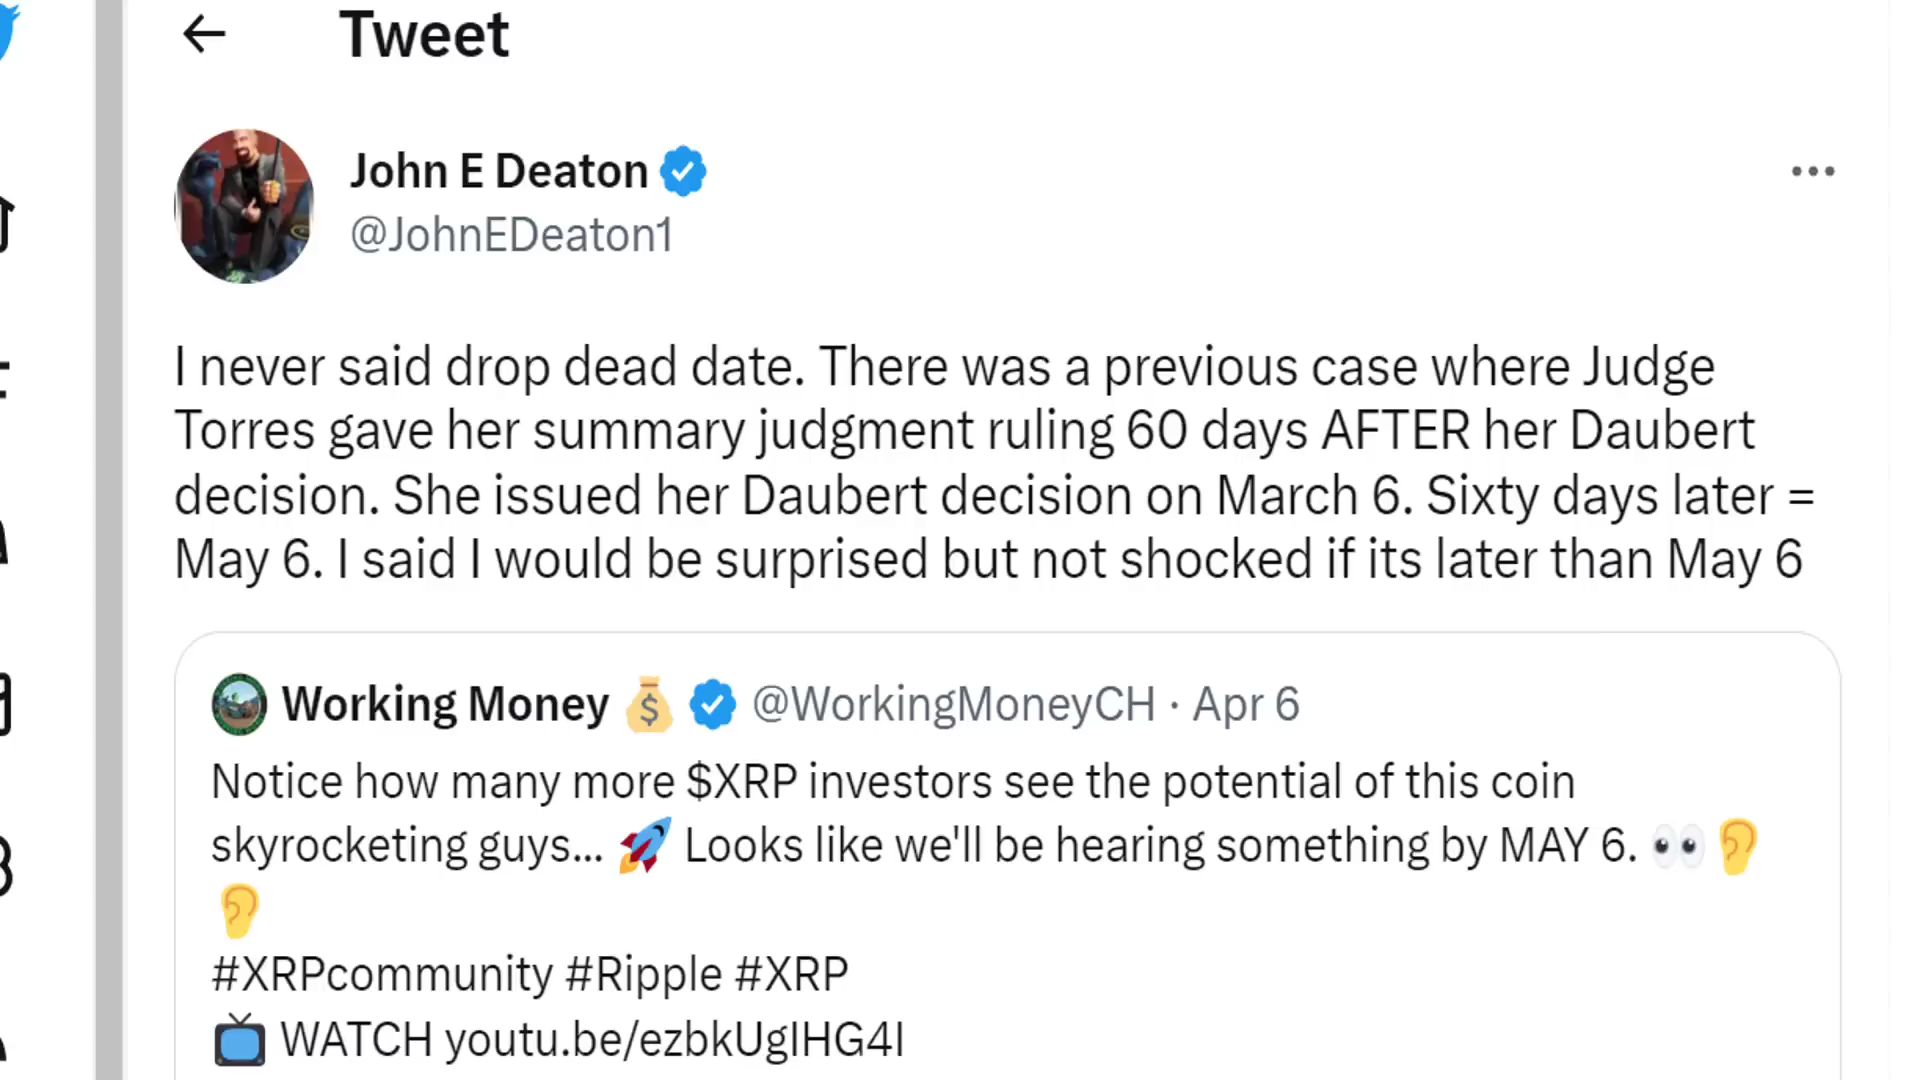 Tweet
John E Deaton
@JohnEDeaton1
I never said drop dead date. There was a previous case where Judge
Torres gave her summary judgment ruling 60 days AFTER her Daubert
decision. She issued her Daubert decision on March 6. Sixty days later =
May 6. I said I would be surprised but not shocked if its later than May 6
Working Money 💰 @WorkingMoneyCH · Apr 6
Notice how many more $XRP investors see the potential of this coin
skyrocketing guys... 🚀 Looks like we'll be hearing something by MAY 6. 👀👂
👂
#XRPcommunity #Ripple #XRP
📺 WATCH youtu.be/ezbkUgIHG4I